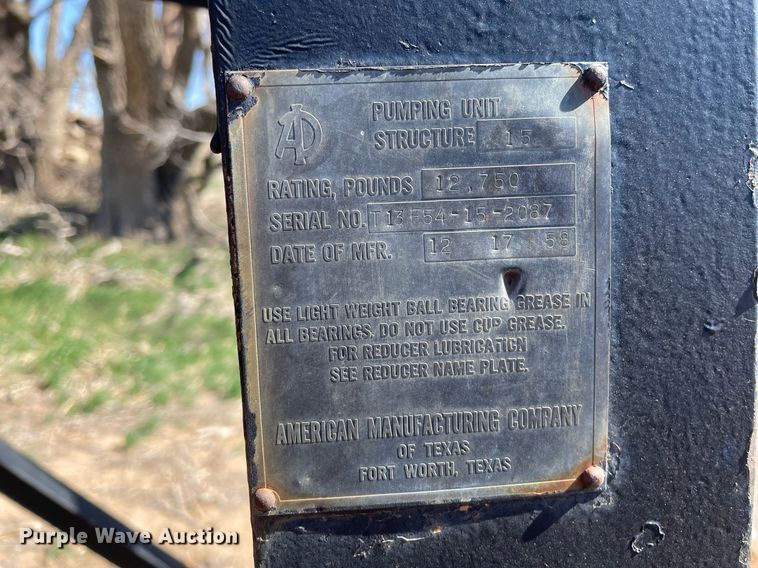 PUMPING UNIT
STRUCTURE 15
RATING, POUNDS 12,750
SERIAL NO. T13F54-15-2087
DATE OF MFR. 12 17 58
USE LIGHT WEIGHT BALL BEARING GREASE IN
ALL BEARINGS. DO NOT USE CUP GREASE.
FOR REDUCER LUBRICATION
SEE REDUCER NAME PLATE.
AMERICAN MANUFACTURING COMPANY
OF TEXAS
FORT WORTH, TEXAS
Purple Wave Auction